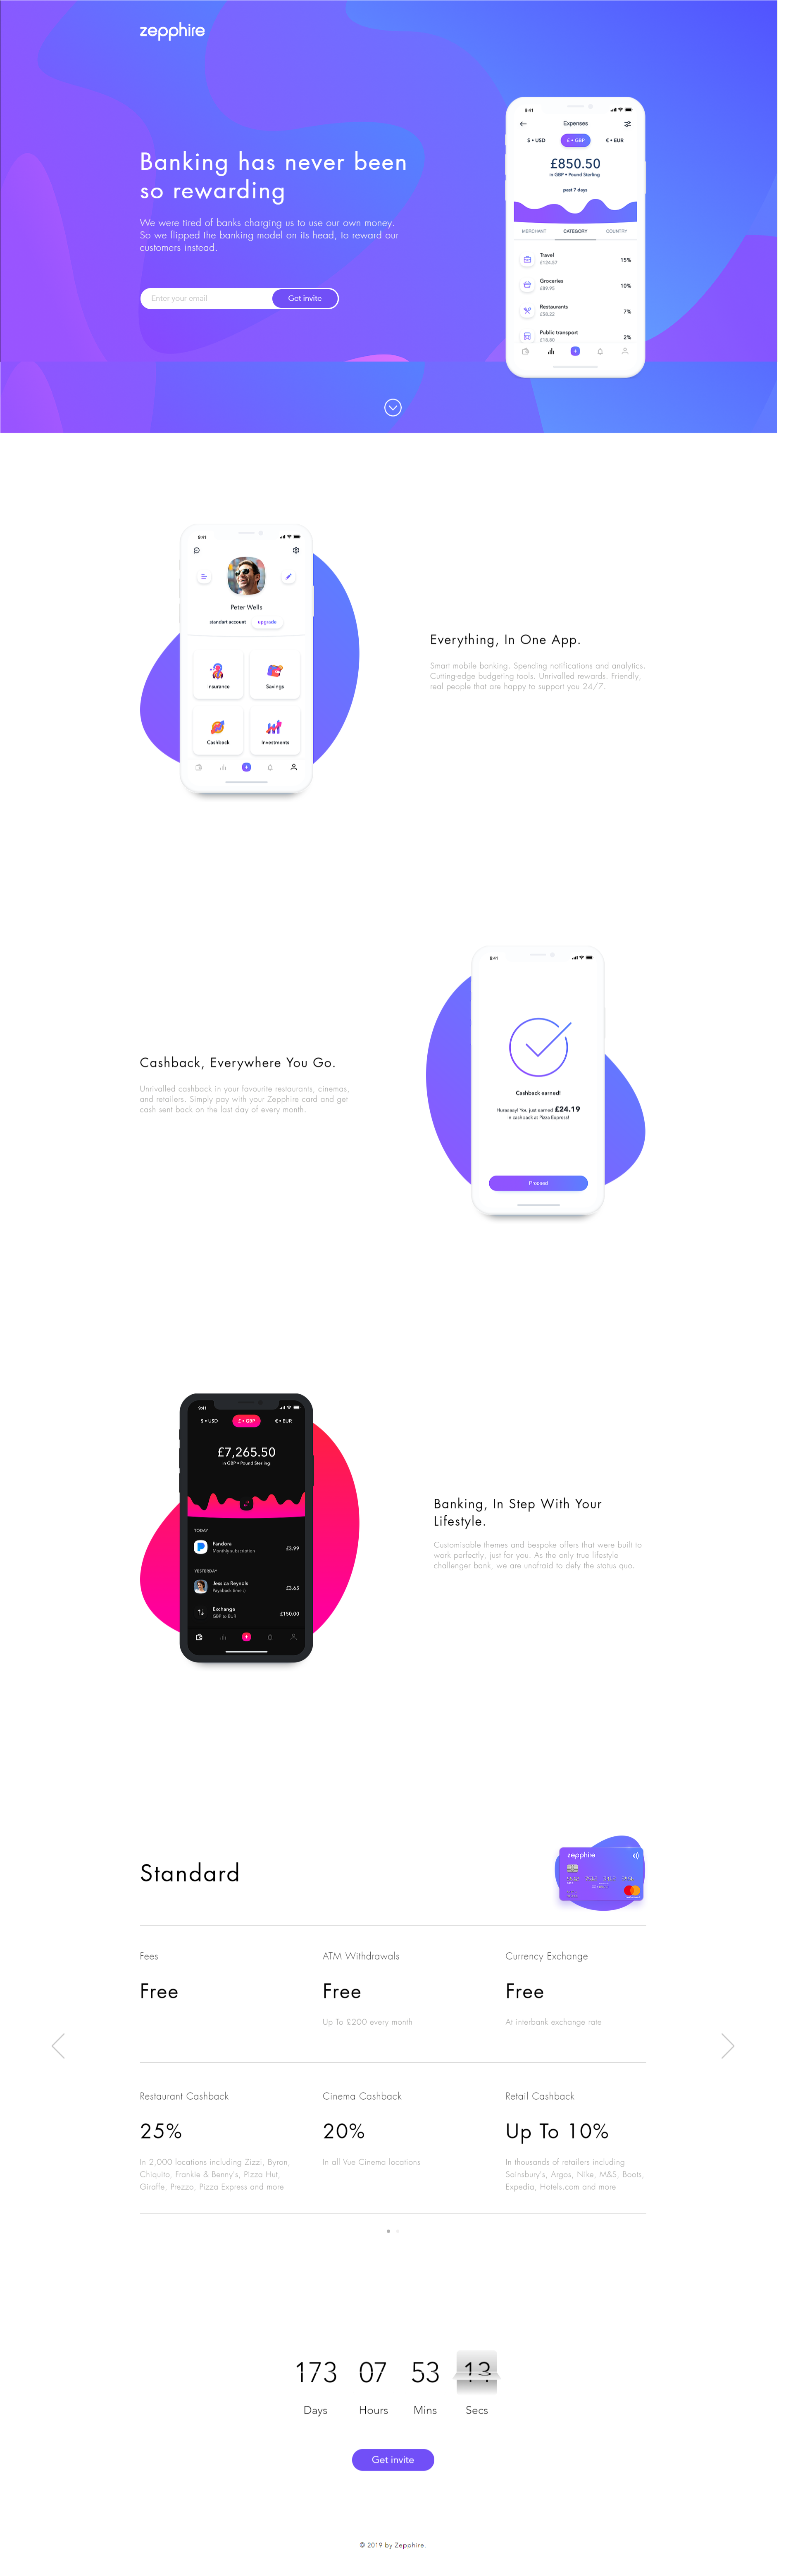 zepphire
Banking has never been
so rewarding
We were tired of banks charging us to use our own money.
So we flipped the banking model on its head, to reward our
customers instead.
Enter your email
Get invite
9:41
Expenses
$ • USD
£ • GBP
€ • EUR
£850.50
in GBP • Pound Sterling
past 7 days
MERCHANT
CATEGORY
COUNTRY
Travel
£124.57
15%
Groceries
£89.95
10%
Restaurants
£58.22
7%
Public transport
£18.80
2%
9:41
Peter Wells
standart account
upgrade
Insurance
Savings
Cashback
Investments
Everything, In One App.
Smart mobile banking. Spending notifications and analytics.
Cutting-edge budgeting tools. Unrivalled rewards. Friendly,
real people that are happy to support you 24/7.
Cashback, Everywhere You Go.
Unrivalled cashback in your favourite restaurants, cinemas,
and retailers. Simply pay with your Zepphire card and get
cash sent back on the last day of every month.
9:41
Cashback earned!
Huraaay! You just earned £24.19
in cashback at Pizza Express!
Proceed
9:41
$ • USD
£ • GBP
€ • EUR
£7,265.50
in GBP • Pound Sterling
TODAY
Pandora
Monthly subscription
£3.99
YESTERDAY
Jessica Reynols
Payback time :)
£3.65
Exchange
GBP to EUR
£150.00
Banking, In Step With Your
Lifestyle.
Customisable themes and bespoke offers that were built to
work perfectly, just for you. As the only true lifestyle
challenger bank, we are unafraid to defy the status quo.
Standard
zepphire
Fees
Free
ATM Withdrawals
Free
Up To £200 every month
Currency Exchange
Free
At interbank exchange rate
Restaurant Cashback
25%
In 2,000 locations including Zizzi, Byron,
Chiquito, Frankie & Benny's, Pizza Hut,
Giraffe, Prezzo, Pizza Express and more
Cinema Cashback
20%
In all Vue Cinema locations
Retail Cashback
Up To 10%
In thousands of retailers including
Sainsbury's, Argos, Nike, M&S, Boots,
Expedia, Hotels.com and more
173
07
53
Days
Hours
Mins
Secs
Get invite
© 2019 by Zepphire.